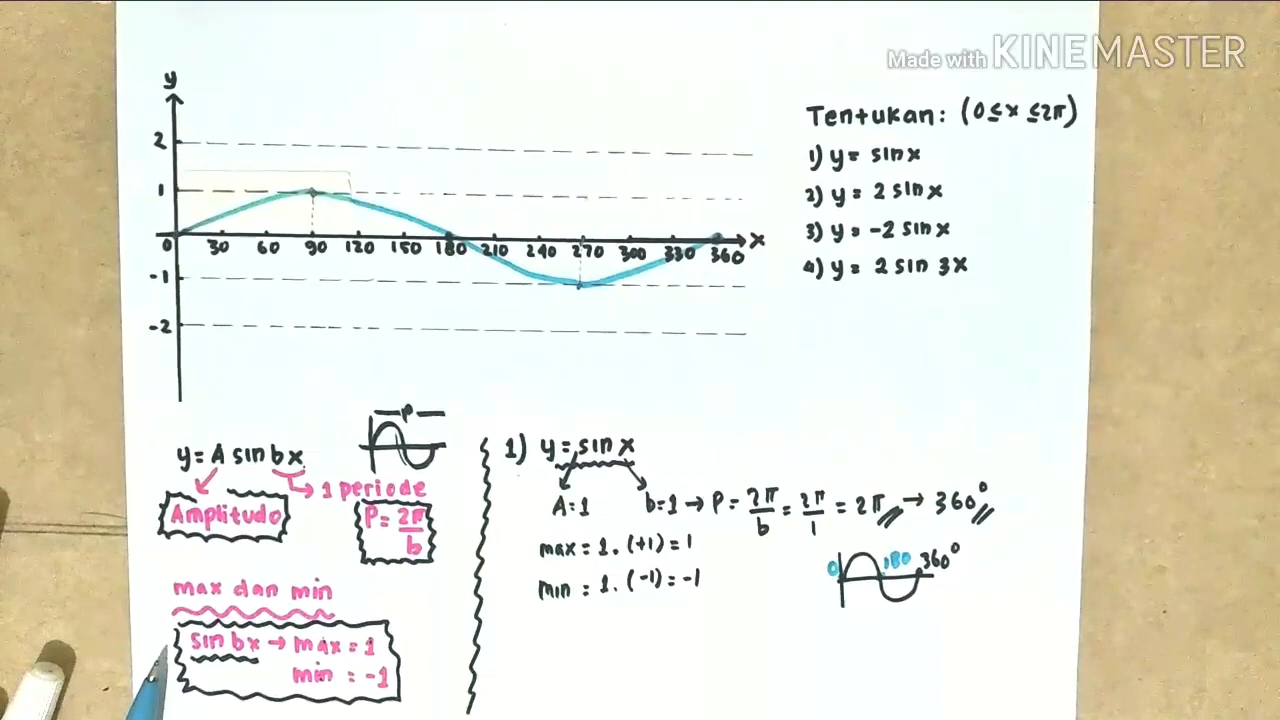 Made with KINEMASTER
y
2
1
0 30 60 90 120 150 180 210 240 270 300 330 360
x
-1
-2
Tentukan: (0≤x≤2π)
1) y = sin x
2) y = 2 sin x
3) y = -2 sin x
4) y = 2 sin 3x
P
y = A sin bx
1 periode
Amplitudo
P = 2π/b
max dan min
sin bx → max = 1
min = -1
1) y = sin x
A=1 b=1 → P = 2π/b = 2π/1 = 2π → 360°
max = 1. (+1) = 1
min = 1. (-1) = -1
0 180 360°